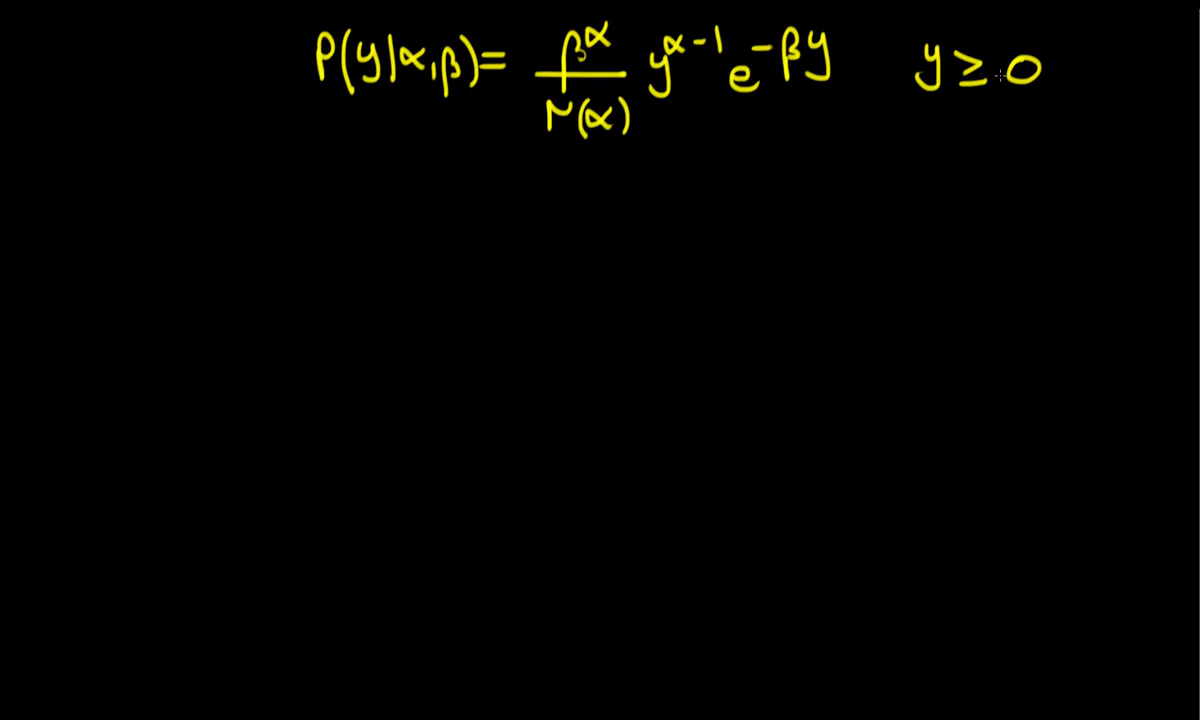 P(y|α,β)= β^α/Γ(α) y^(α-1) e^(-βy) y ≥ 0